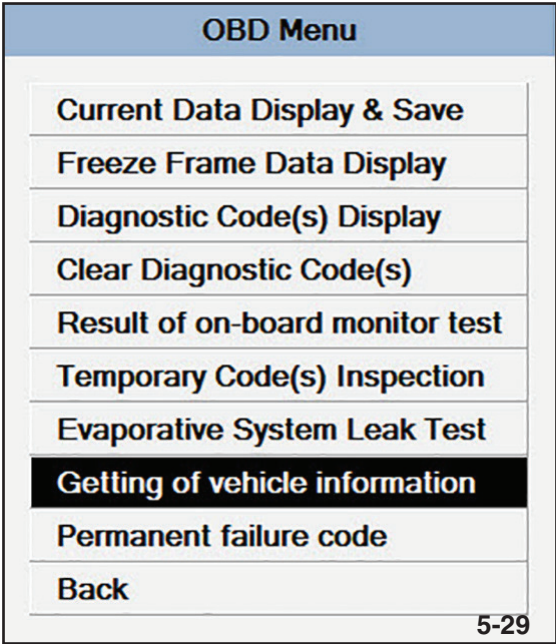 OBD Menu
Current Data Display & Save
Freeze Frame Data Display
Diagnostic Code(s) Display
Clear Diagnostic Code(s)
Result of on-board monitor test
Temporary Code(s) Inspection
Evaporative System Leak Test
Getting of vehicle information
Permanent failure code
Back
5-29